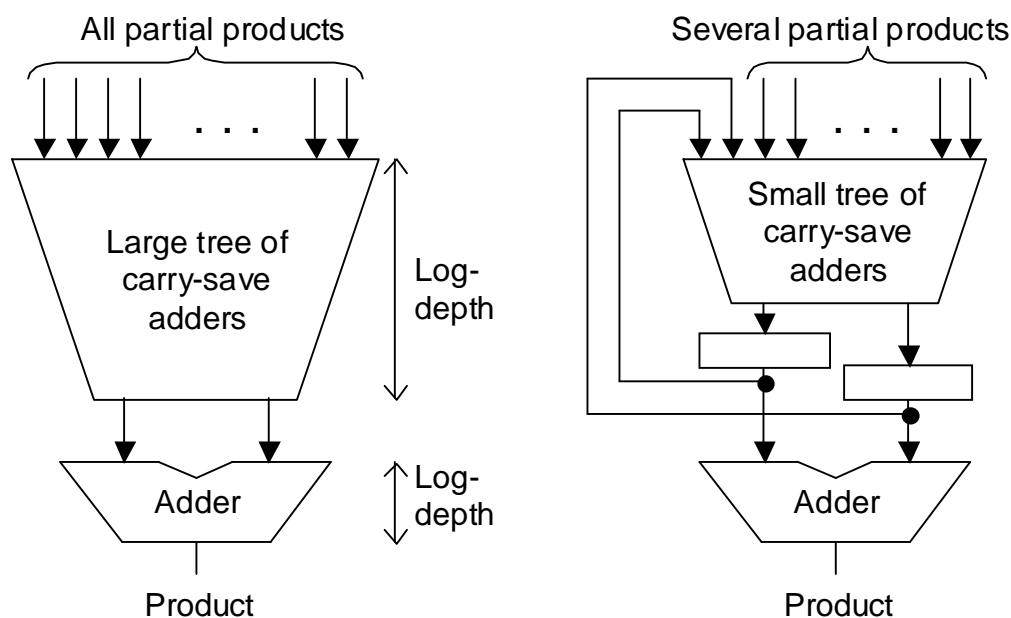 All partial products
. . .
Large tree of
carry-save
adders
Log-
depth
Adder
Log-
depth
Product
Several partial products
. . .
Small tree of
carry-save
adders
Adder
Product